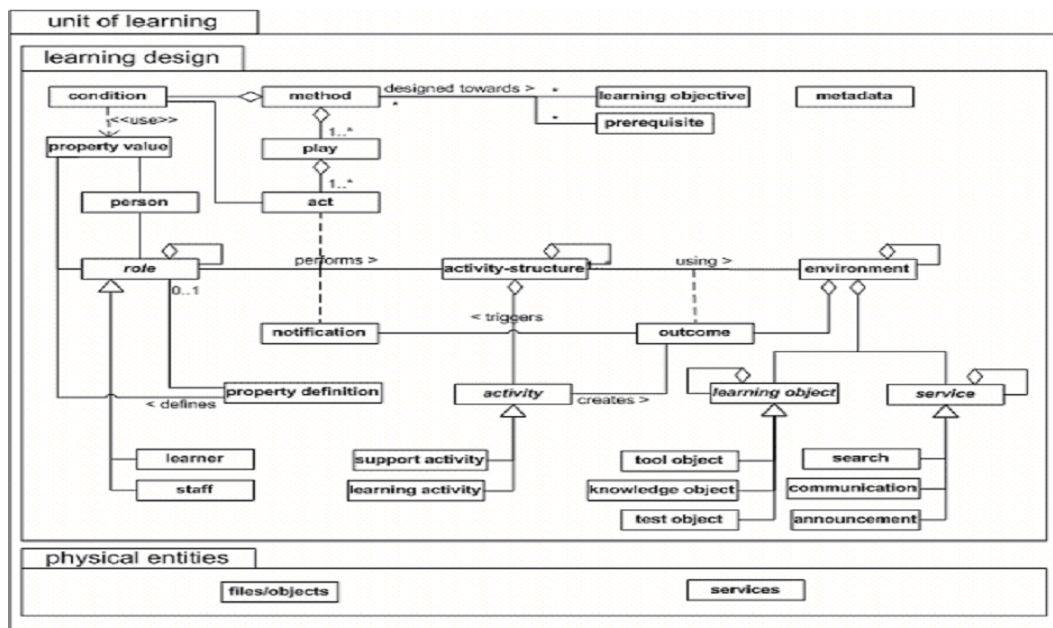 unit of learning
learning design
condition
method
designed towards >
*
*
learning objective
metadata
<<use>>
*
prerequisite
property value
1..*
play
1..*
person
act
role
performs >
activity-structure
using >
environment
0..1
notification
< triggers
outcome
property definition
activity
creates >
learning object
service
< defines
learner
support activity
tool object
search
staff
learning activity
knowledge object
communication
test object
announcement
physical entities
files/objects
services